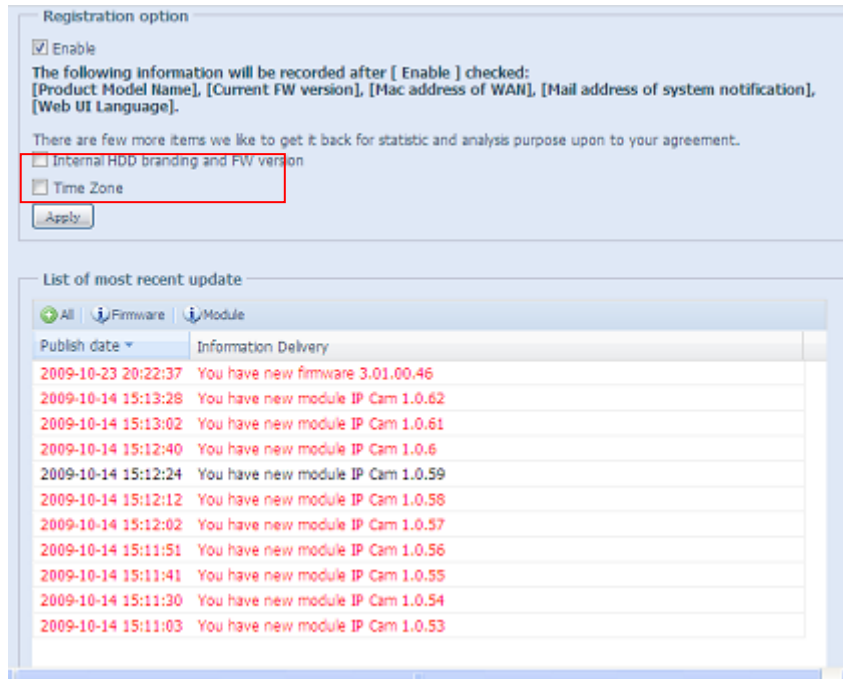 Registration option
Enable
The following information will be recorded after [ Enable ] checked:
[Product Model Name], [Current FW version], [Mac address of WAN], [Mail address of system notification],
[Web UI Language].
There are few more items we like to get it back for statistic and analysis purpose upon to your agreement.
Internal HDD branding and FW version
Time Zone
Apply
List of most recent update
All Firmware Module
Publish date Information Delivery
2009-10-23 20:22:37 You have new firmware 3.01.00.46
2009-10-14 15:13:28 You have new module IP Cam 1.0.62
2009-10-14 15:13:02 You have new module IP Cam 1.0.61
2009-10-14 15:12:40 You have new module IP Cam 1.0.6
2009-10-14 15:12:24 You have new module IP Cam 1.0.59
2009-10-14 15:12:12 You have new module IP Cam 1.0.58
2009-10-14 15:12:02 You have new module IP Cam 1.0.57
2009-10-14 15:11:51 You have new module IP Cam 1.0.56
2009-10-14 15:11:41 You have new module IP Cam 1.0.55
2009-10-14 15:11:30 You have new module IP Cam 1.0.54
2009-10-14 15:11:03 You have new module IP Cam 1.0.53